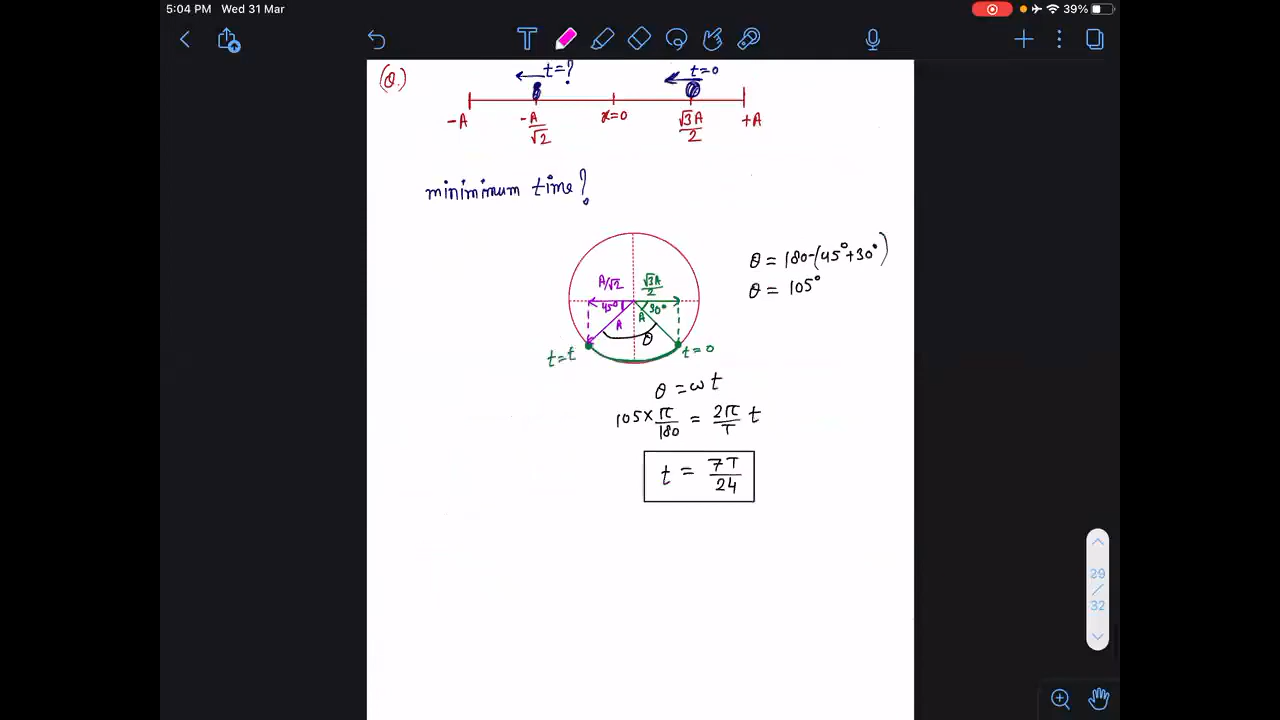 5:04 PM Wed 31 Mar
39%
T
(Q.)
t=? t=0
-A -A/√2 x=0 √3A/2 +A
minimimum time?
θ = 180-(45°+30°)
θ = 105°
A/√2 √3A/2
45° 30°
A A
θ
t=t t=0
θ = ωt
105×π/180 = 2π/T t
t = 7T/24
29
/
32